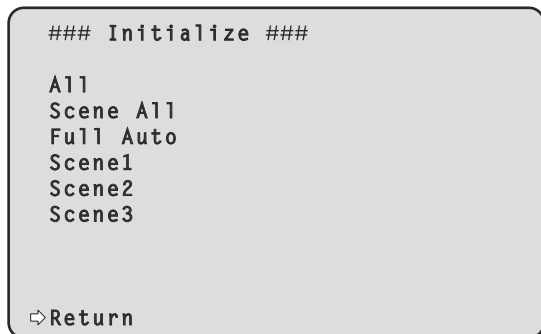 ### Initialize ###
All
Scene All
Full Auto
Scene1
Scene2
Scene3
⇨Return